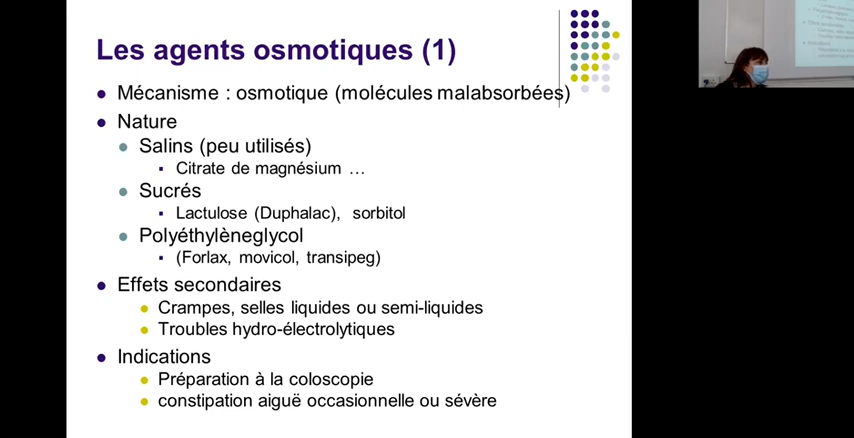 Les agents osmotiques (1)
Mécanisme : osmotique (molécules malabsorbées)
Nature
Salins (peu utilisés)
Citrate de magnésium …
Sucrés
Lactulose (Duphalac), sorbitol
Polyéthylèneglycol
(Forlax, movicol, transipeg)
Effets secondaires
Crampes, selles liquides ou semi-liquides
Troubles hydro-électrolytiques
Indications
Préparation à la coloscopie
constipation aiguë occasionnelle ou sévère